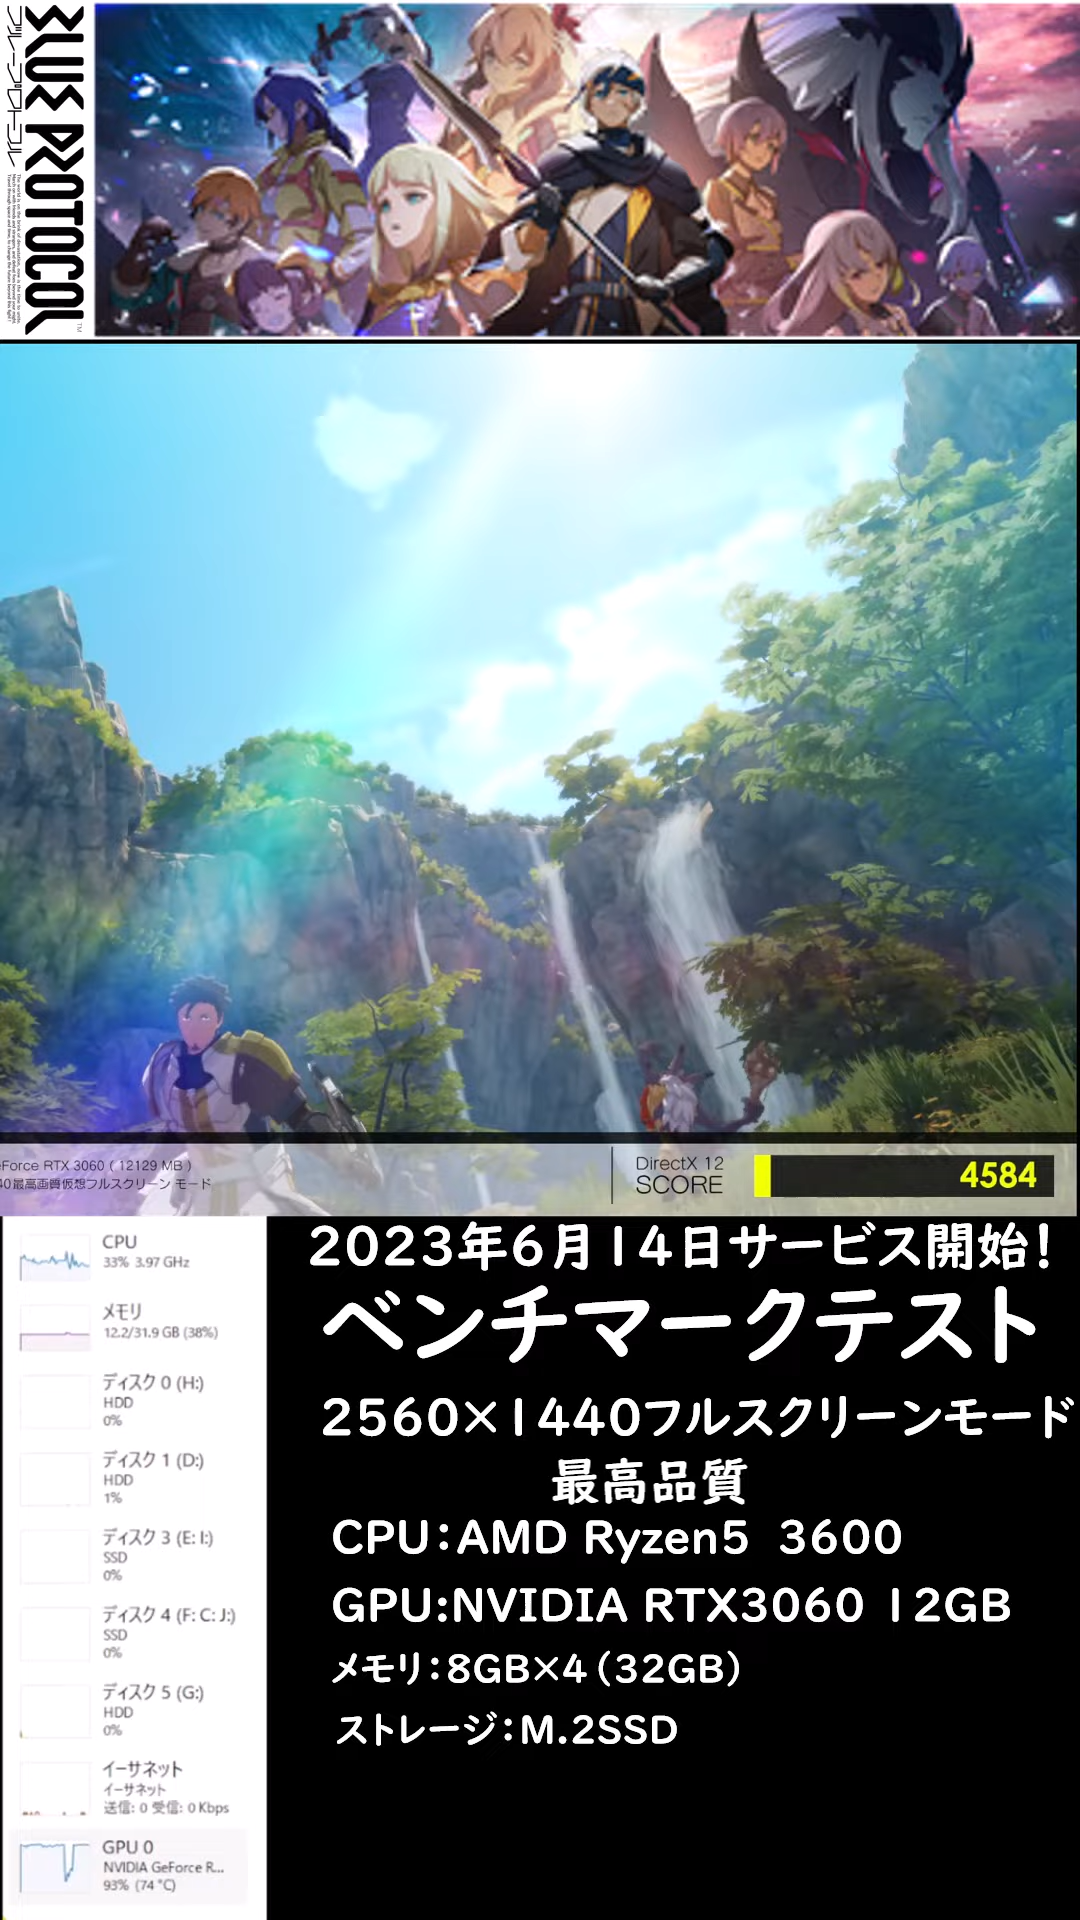 BLUE PROTOCOL
ブループロトコル
TM
eForce RTX 3060 ( 12129 MB )
40最高画質仮想フルスクリーン モード
DirectX 12
SCORE
4584
CPU
33% 3.97 GHz
メモリ
12.2/31.9 GB (38%)
ディスク 0 (H:)
HDD
0%
ディスク 1 (D:)
HDD
1%
ディスク 3 (E: I:)
SSD
0%
ディスク 4 (F: C: J:)
SSD
0%
ディスク 5 (G:)
HDD
0%
イーサネット
イーサネット
送信: 0 受信: 0 Kbps
GPU 0
NVIDIA GeForce R...
93% (74 °C)
2023年6月14日サービス開始!
ベンチマークテスト
2560×1440フルスクリーンモード
最高品質
CPU:AMD Ryzen5 3600
GPU:NVIDIA RTX3060 12GB
メモリ:8GB×4(32GB)
ストレージ:M.2SSD